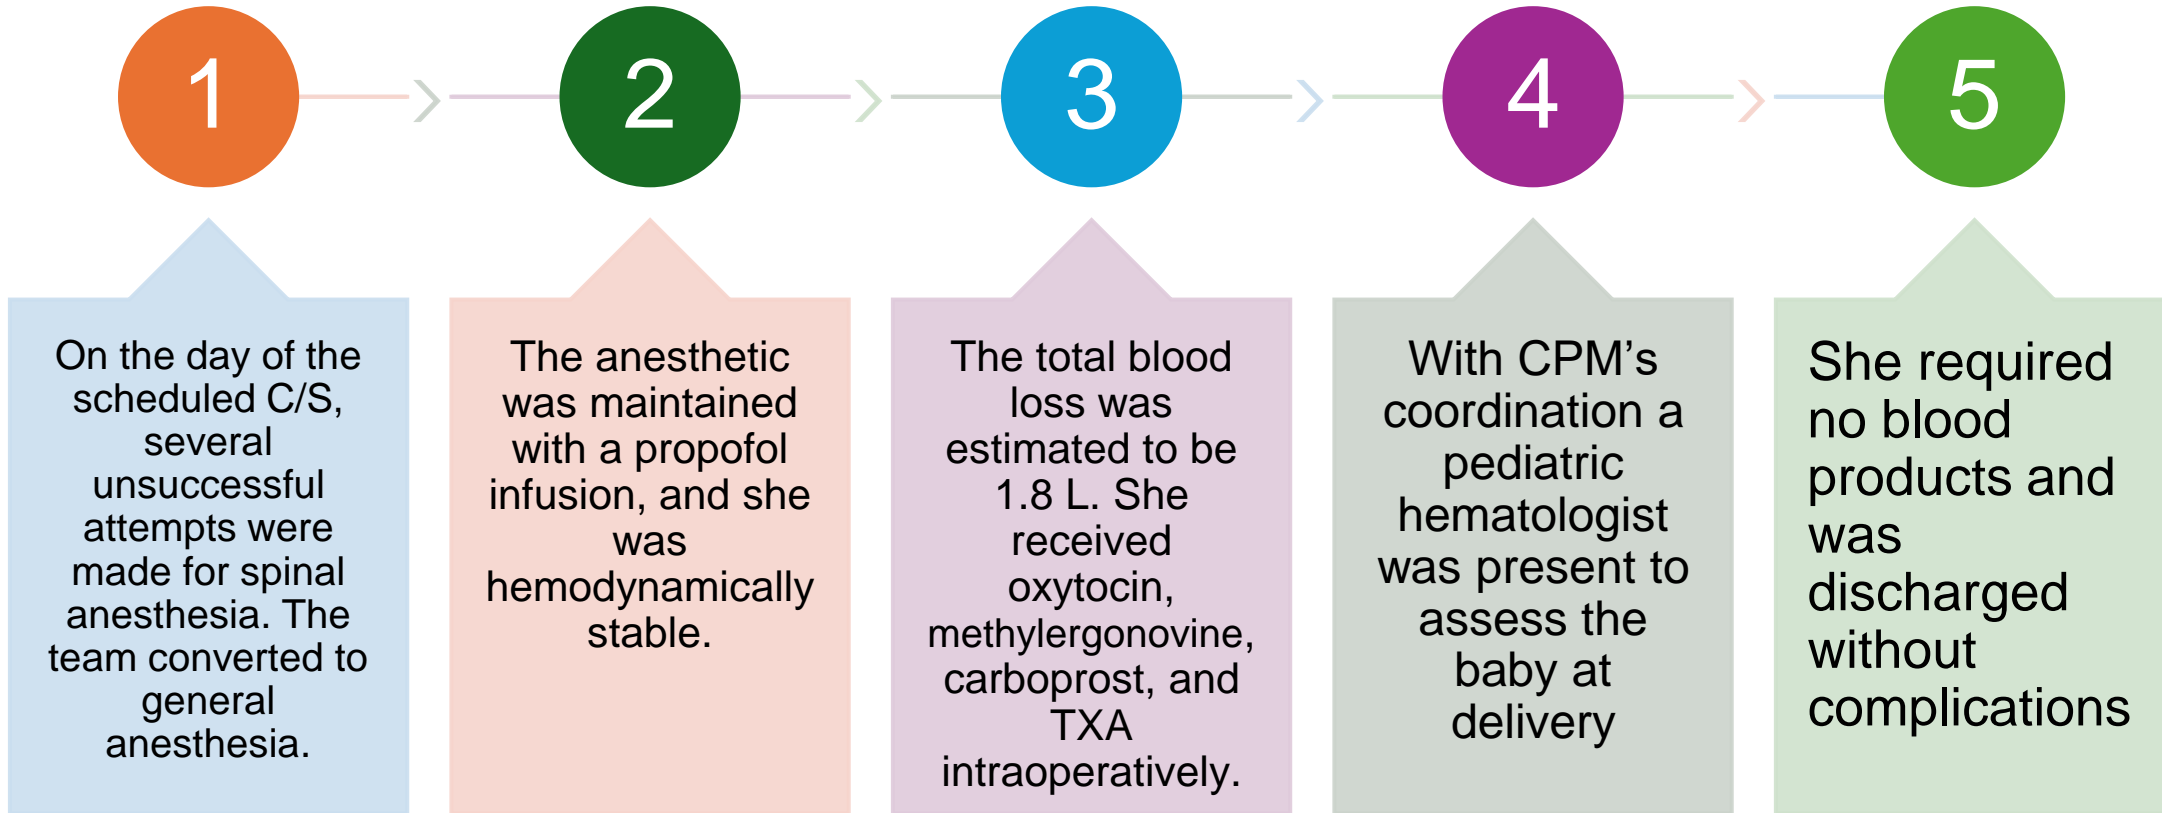 1
On the day of the
scheduled C/S,
several
unsuccessful
attempts were
made for spinal
anesthesia. The
team converted to
general
anesthesia.
2
The anesthetic
was maintained
with a propofol
infusion, and she
was
hemodynamically
stable.
3
The total blood
loss was
estimated to be
1.8 L. She
received
oxytocin,
methylergonovine,
carboprost, and
TXA
intraoperatively.
4
With CPM’s
coordination a
pediatric
hematologist
was present to
assess the
baby at
delivery
5
She required
no blood
products and
was
discharged
without
complications